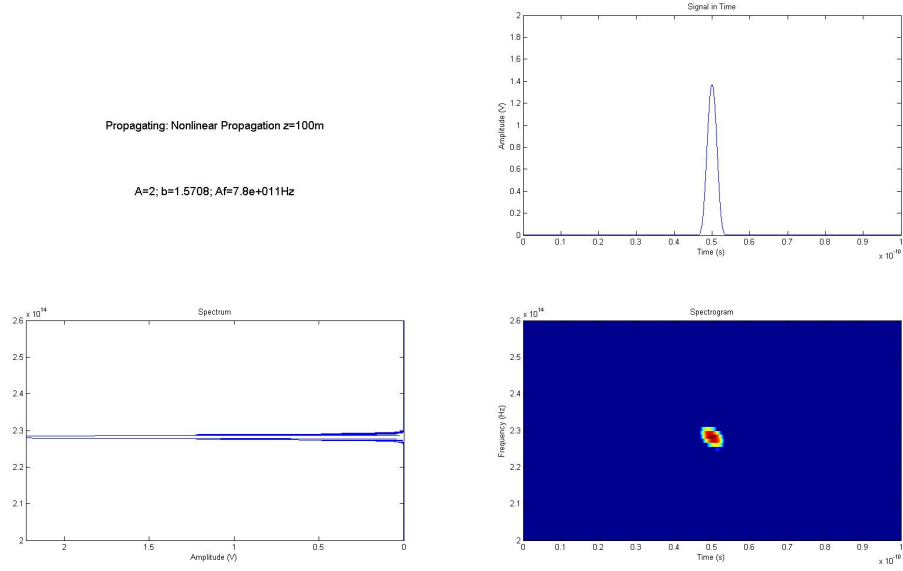 Propagating: Nonlinear Propagation z=100m
A=2; b=1.5708; Af=7.8e+011Hz
Signal in Time
2
1.8
1.6
1.4
1.2
1
0.8
0.6
0.4
0.2
0
Amplitude (V)
0 0.1 0.2 0.3 0.4 0.5 0.6 0.7 0.8 0.9 1
Time (s)
x 10-10
x 1014
Spectrum
2.6
2.5
2.4
2.3
2.2
2.1
2
2 1.5 1 0.5 0
Amplitude (V)
x 1014
Spectrogram
2.6
2.5
2.4
2.3
2.2
2.1
2
Frequency (Hz)
0 0.1 0.2 0.3 0.4 0.5 0.6 0.7 0.8 0.9 1
Time (s)
x 10-10